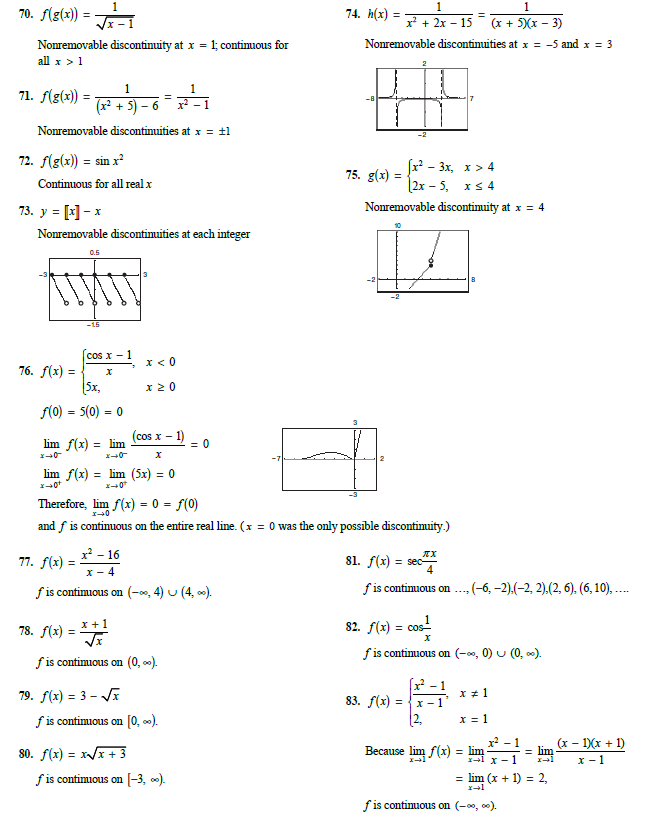 70. f(g(x)) = 1/√(x − 1)
Nonremovable discontinuity at x = 1; continuous for
all x > 1
71. f(g(x)) = 1/((x² + 5) − 6) = 1/(x² − 1)
Nonremovable discontinuities at x = ±1
72. f(g(x)) = sin x²
Continuous for all real x
73. y = ⟦x⟧ − x
Nonremovable discontinuities at each integer
0.5
−3 3
−1.5
74. h(x) = 1/(x² + 2x − 15) = 1/((x + 5)(x − 3))
Nonremovable discontinuities at x = −5 and x = 3
2
−8 7
−2
75. g(x) = { x² − 3x, x > 4
2x − 5, x ≤ 4
Nonremovable discontinuity at x = 4
10
−2 8
−2
76. f(x) = { (cos x − 1)/x, x < 0
5x, x ≥ 0
f(0) = 5(0) = 0
lim x→0⁻ f(x) = lim x→0⁻ (cos x − 1)/x = 0
lim x→0⁺ f(x) = lim x→0⁺ (5x) = 0
Therefore, lim x→0 f(x) = 0 = f(0)
and f is continuous on the entire real line. (x = 0 was the only possible discontinuity.)
3
−7 2
−3
77. f(x) = (x² − 16)/(x − 4)
f is continuous on (−∞, 4) ∪ (4, ∞).
78. f(x) = (x + 1)/√x
f is continuous on (0, ∞).
79. f(x) = 3 − √x
f is continuous on [0, ∞).
80. f(x) = x√(x + 3)
f is continuous on [−3, ∞).
81. f(x) = sec πx/4
f is continuous on …, (−6, −2),(−2, 2),(2, 6), (6, 10), ….
82. f(x) = cos 1/x
f is continuous on (−∞, 0) ∪ (0, ∞).
83. f(x) = { (x² − 1)/(x − 1), x ≠ 1
2, x = 1
Because lim x→1 f(x) = lim x→1 (x² − 1)/(x − 1) = lim x→1 ((x − 1)(x + 1))/(x − 1)
= lim x→1 (x + 1) = 2,
f is continuous on (−∞, ∞).